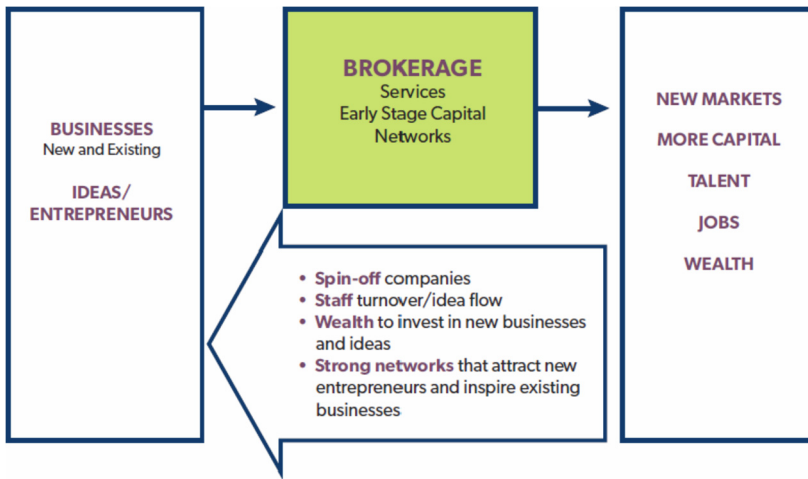 BUSINESSES
New and Existing
IDEAS/
ENTREPRENEURS
BROKERAGE
Services
Early Stage Capital
Networks
NEW MARKETS
MORE CAPITAL
TALENT
JOBS
WEALTH
• Spin-off companies
• Staff turnover/idea flow
• Wealth to invest in new businesses
and ideas
• Strong networks that attract new
entrepreneurs and inspire existing
businesses